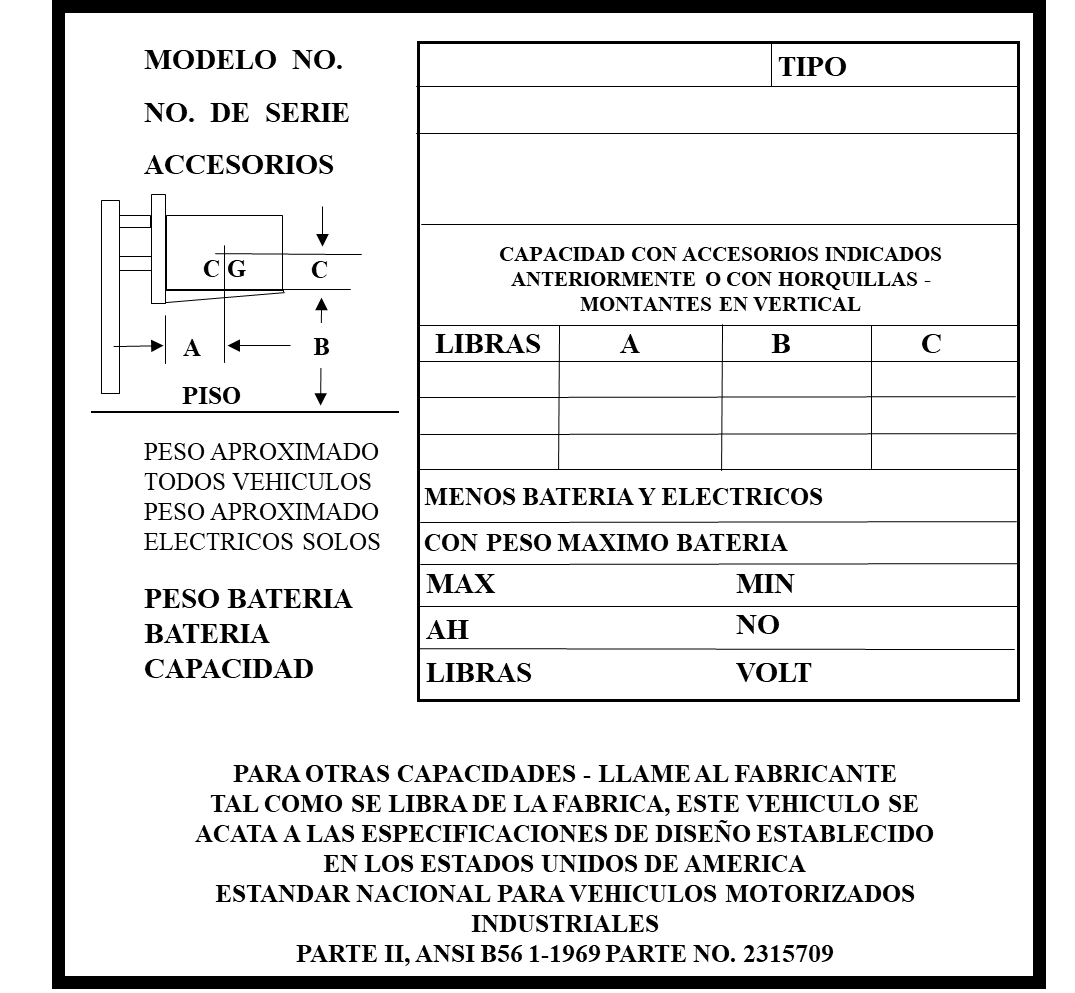 MODELO NO.
TIPO
NO. DE SERIE
ACCESORIOS
C G
C
A
B
PISO
CAPACIDAD CON ACCESORIOS INDICADOS
ANTERIORMENTE O CON HORQUILLAS -
MONTANTES EN VERTICAL
LIBRAS A B C
PESO APROXIMADO
TODOS VEHICULOS
PESO APROXIMADO
ELECTRICOS SOLOS
MENOS BATERIA Y ELECTRICOS
CON PESO MAXIMO BATERIA
PESO BATERIA
BATERIA
CAPACIDAD
MAX MIN
AH NO
LIBRAS VOLT
PARA OTRAS CAPACIDADES - LLAME AL FABRICANTE
TAL COMO SE LIBRA DE LA FABRICA, ESTE VEHICULO SE
ACATA A LAS ESPECIFICACIONES DE DISEÑO ESTABLECIDO
EN LOS ESTADOS UNIDOS DE AMERICA
ESTANDAR NACIONAL PARA VEHICULOS MOTORIZADOS
INDUSTRIALES
PARTE II, ANSI B56 1-1969 PARTE NO. 2315709